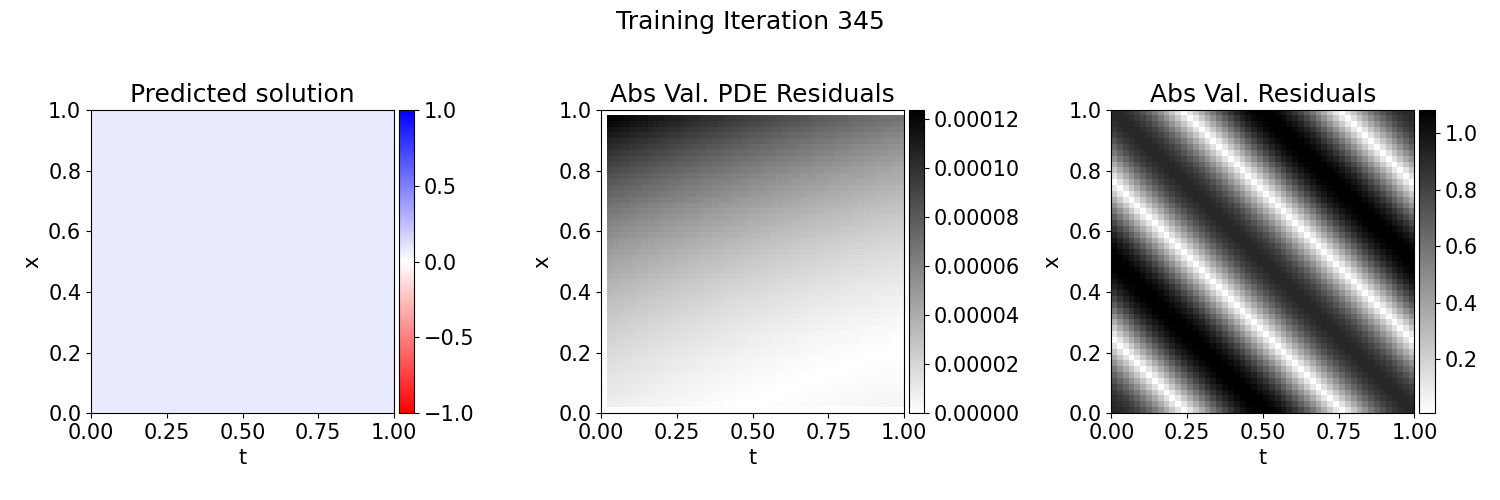 Training Iteration 345
Predicted solution
1.0
0.8
0.6
0.4
0.2
0.0
x
0.00 0.25 0.50 0.75 1.00
t
1.0
0.5
0.0
−0.5
−1.0
Abs Val. PDE Residuals
1.0
0.8
0.6
0.4
0.2
0.0
x
0.00 0.25 0.50 0.75 1.00
t
0.00012
0.00010
0.00008
0.00006
0.00004
0.00002
0.00000
Abs Val. Residuals
1.0
0.8
0.6
0.4
0.2
0.0
x
0.00 0.25 0.50 0.75 1.00
t
1.0
0.8
0.6
0.4
0.2